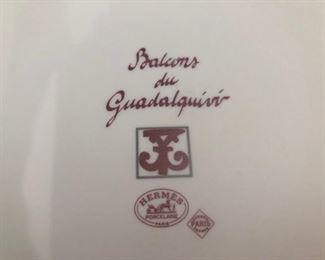 Balcons
du
Guadalquivir
HERMÈS
PORCELAINE
PARIS
PARIS